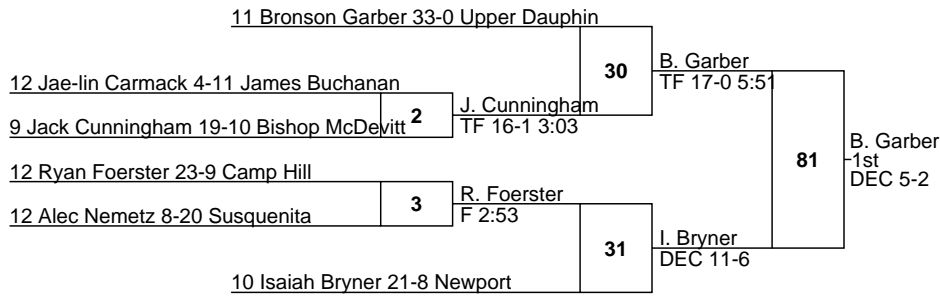 11 Bronson Garber 33-0 Upper Dauphin
30
B. Garber
TF 17-0 5:51
12 Jae-lin Carmack 4-11 James Buchanan
2
J. Cunningham
TF 16-1 3:03
9 Jack Cunningham 19-10 Bishop McDevitt
81
B. Garber
1st
DEC 5-2
12 Ryan Foerster 23-9 Camp Hill
3
R. Foerster
F 2:53
12 Alec Nemetz 8-20 Susquenita
31
I. Bryner
DEC 11-6
10 Isaiah Bryner 21-8 Newport